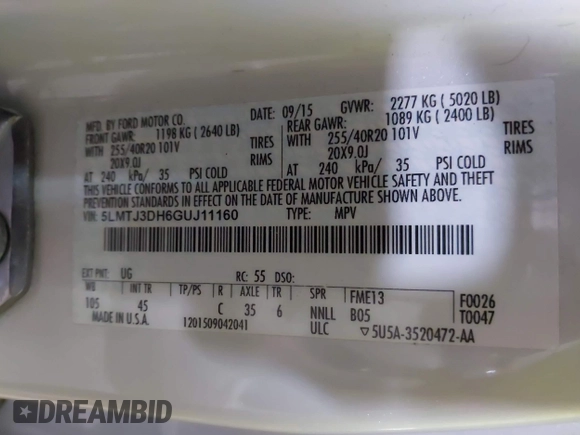 MFD. BY FORD MOTOR CO.
DATE: 09/15 GVWR: 2277 KG ( 5020 LB)
FRONT GAWR: 1198 KG ( 2640 LB)
REAR GAWR: 1089 KG ( 2400 LB)
WITH 255/40R20 101V TIRES
WITH 255/40R20 101V TIRES
20X9.0J RIMS
20X9.0J RIMS
AT 240 kPa/ 35 PSI COLD
AT 240 kPa/ 35 PSI COLD
THIS VEHICLE CONFORMS TO ALL APPLICABLE FEDERAL MOTOR VEHICLE SAFETY AND THEFT
PREVENTION STANDARDS IN EFFECT ON THE DATE OF MANUFACTURE SHOWN ABOVE.
VIN: 5LMTJ3DH6GUJ11160 TYPE: MPV
EXT PNT: UG RC: 55 DSO:
WB INT TR TP/PS R AXLE TR SPR FME13 F0026
105 45 C 35 6 NNLL B05 T0047
MADE IN U.S.A. 1201509042041 ULC ▽5U5A-3520472-AA
DREAMBID